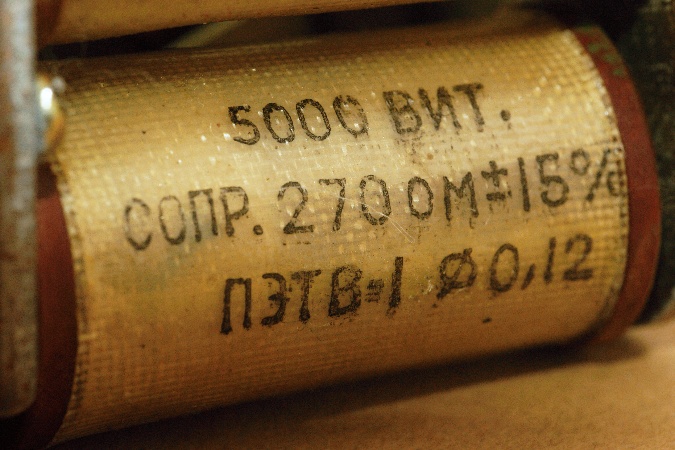 5000 ВИТ.
СОПР. 270 ОМ±15%
ПЭТВ-1 Ø0,12